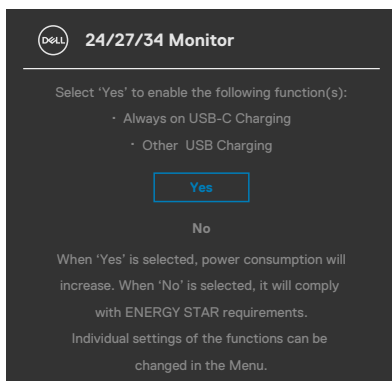 DELL 24/27/34 Monitor
Select ‘Yes’ to enable the following function(s):
· Always on USB-C Charging
· Other USB Charging
Yes
No
When ‘Yes’ is selected, power consumption will
increase. When ‘No’ is selected, it will comply
with ENERGY STAR requirements.
Individual settings of the functions can be
changed in the Menu.